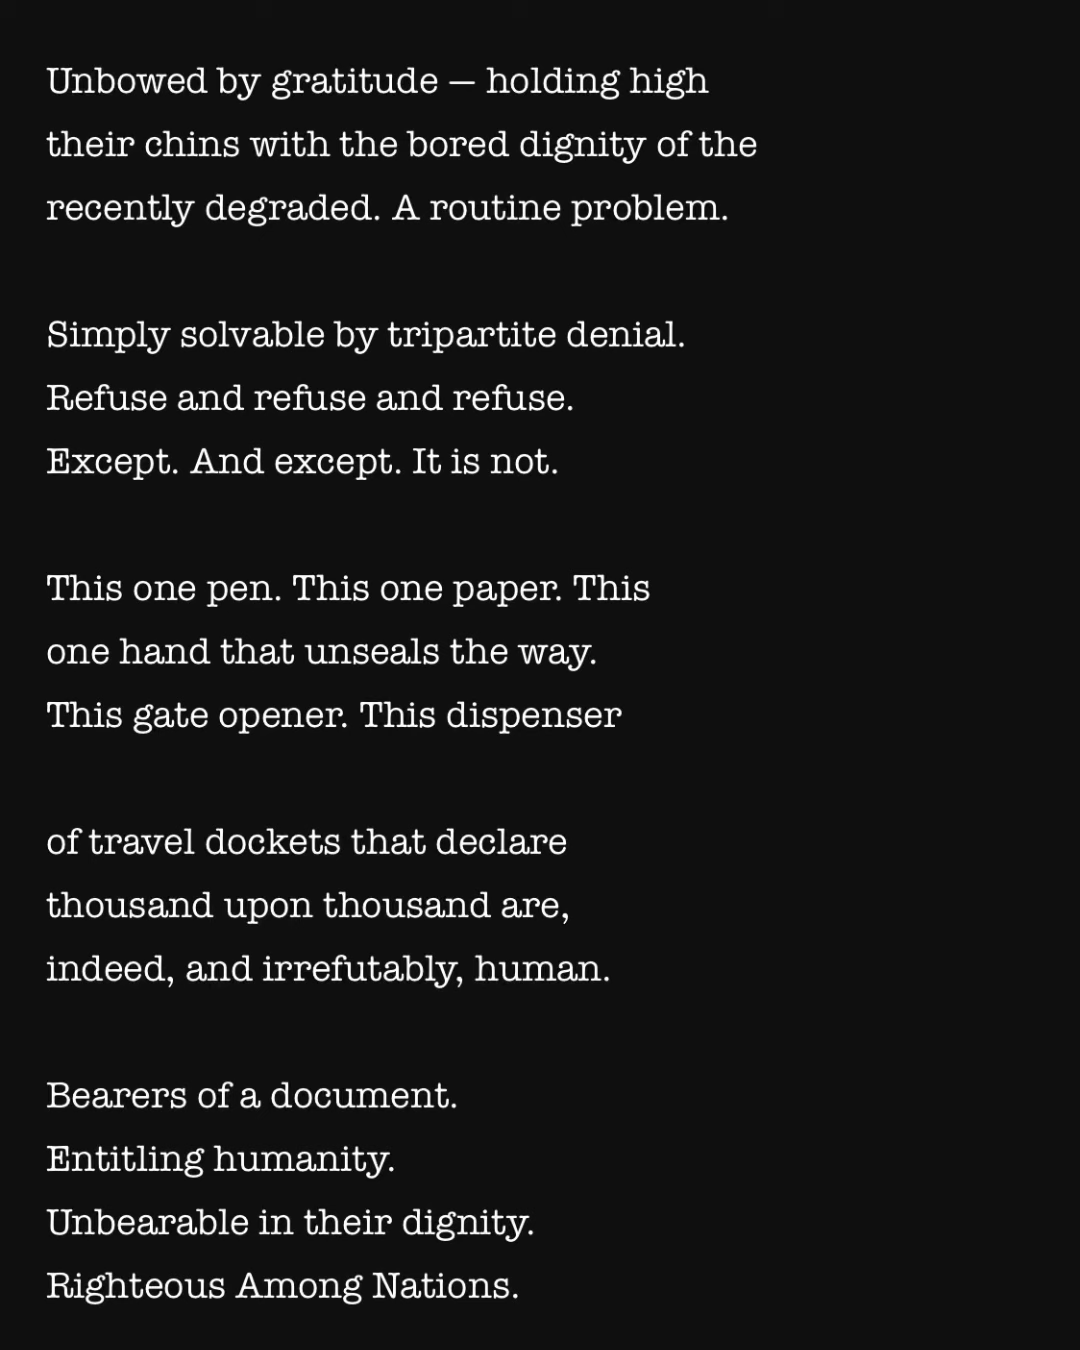 Unbowed by gratitude — holding high
their chins with the bored dignity of the
recently degraded. A routine problem.

Simply solvable by tripartite denial.
Refuse and refuse and refuse.
Except. And except. It is not.

This one pen. This one paper. This
one hand that unseals the way.
This gate opener. This dispenser

of travel dockets that declare
thousand upon thousand are,
indeed, and irrefutably, human.

Bearers of a document.
Entitling humanity.
Unbearable in their dignity.
Righteous Among Nations.